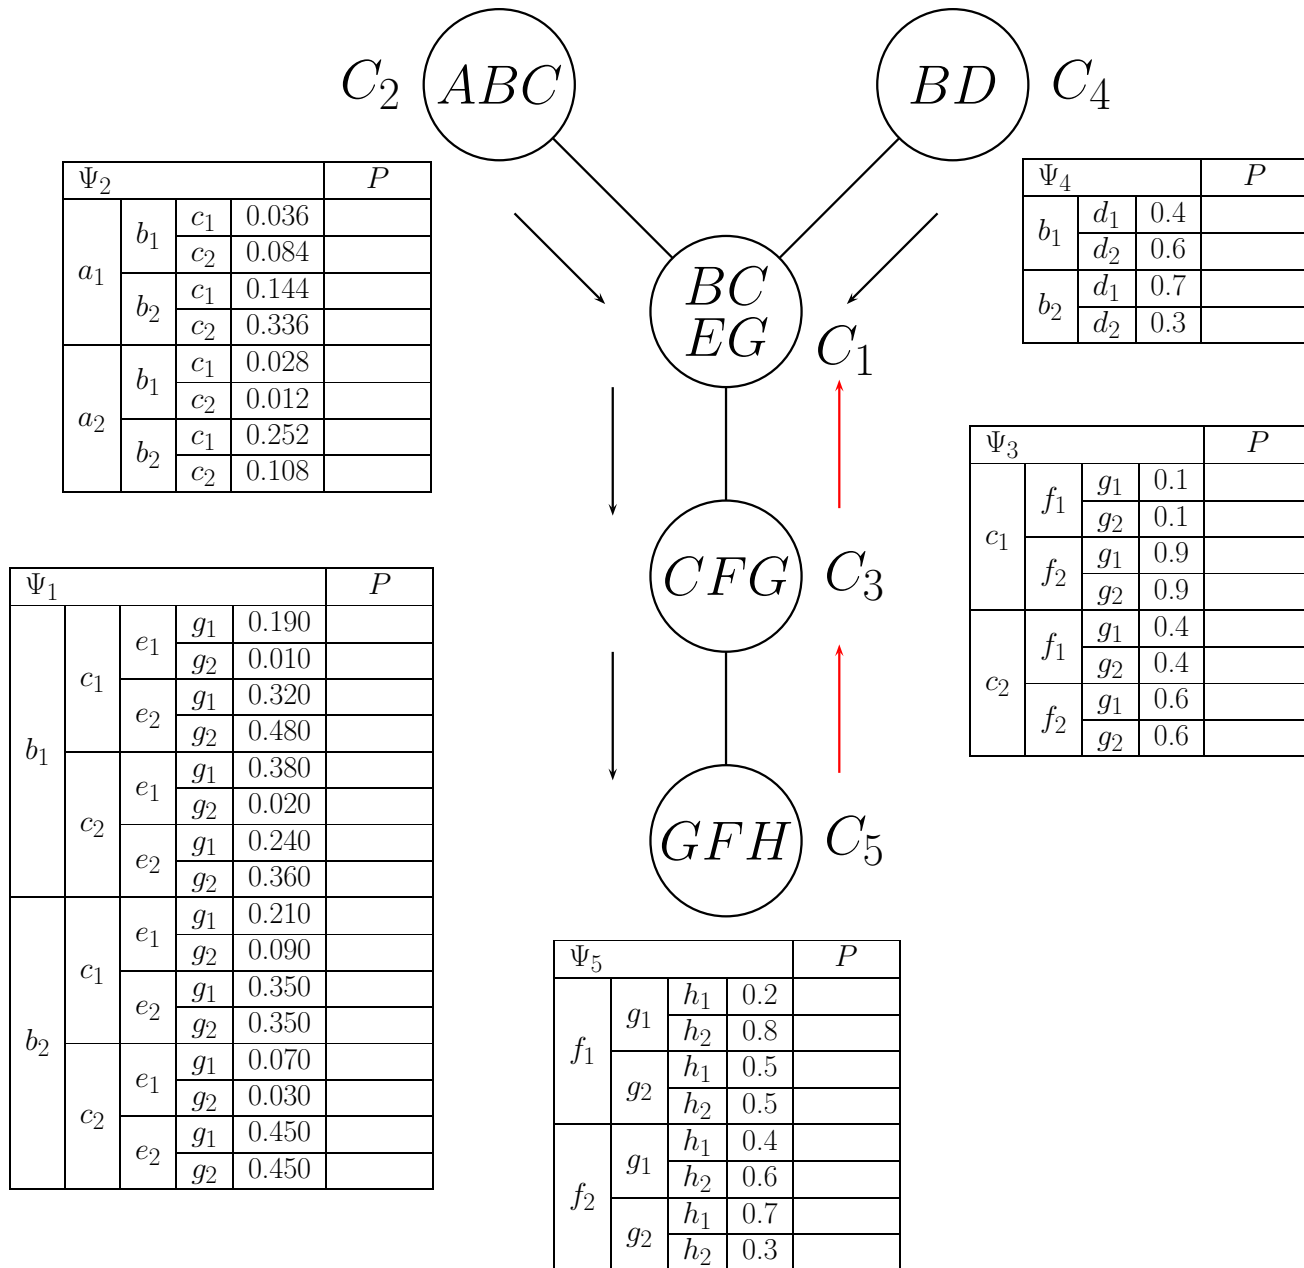 C2 ABC
BD C4
Ψ2 P
a1 b1 c1 0.036
c2 0.084
b2 c1 0.144
c2 0.336
a2 b1 c1 0.028
c2 0.012
b2 c1 0.252
c2 0.108
Ψ4 P
b1 d1 0.4
d2 0.6
b2 d1 0.7
d2 0.3
BC
EG
C1
Ψ3 P
c1 f1 g1 0.1
g2 0.1
f2 g1 0.9
g2 0.9
c2 f1 g1 0.4
g2 0.4
f2 g1 0.6
g2 0.6
CFG C3
Ψ1 P
b1 c1 e1 g1 0.190
g2 0.010
e2 g1 0.320
g2 0.480
c2 e1 g1 0.380
g2 0.020
e2 g1 0.240
g2 0.360
b2 c1 e1 g1 0.210
g2 0.090
e2 g1 0.350
g2 0.350
c2 e1 g1 0.070
g2 0.030
e2 g1 0.450
g2 0.450
GFH C5
Ψ5 P
f1 g1 h1 0.2
h2 0.8
g2 h1 0.5
h2 0.5
f2 g1 h1 0.4
h2 0.6
g2 h1 0.7
h2 0.3